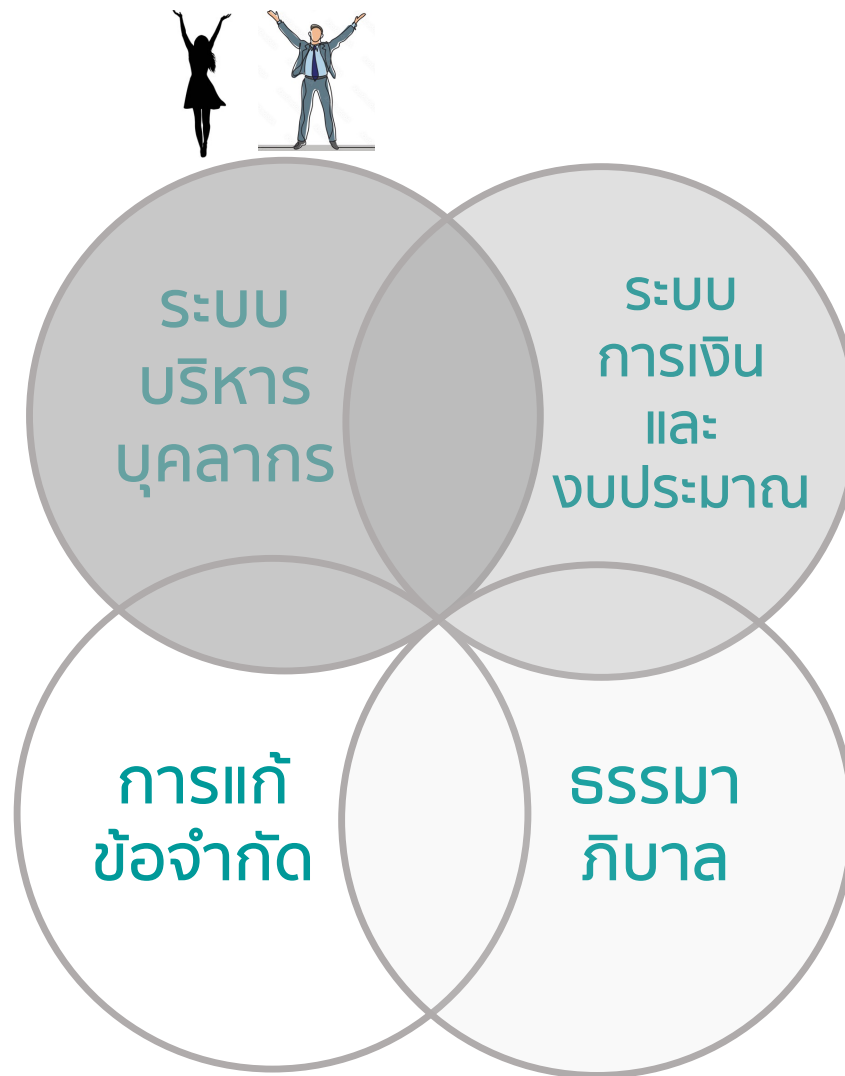 ระบบ
บริหาร
บุคลากร
ระบบ
การเงิน
และ
งบประมาณ
การแก้
ข้อจำกัด
ธรรมา
ภิบาล